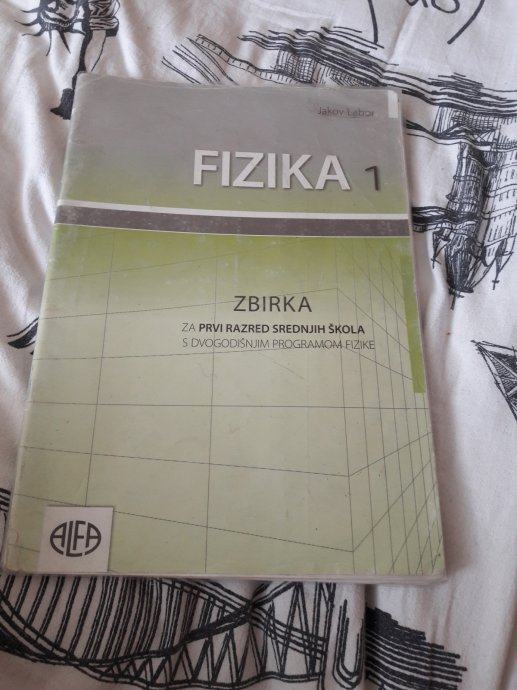 Jakov Labor
FIZIKA 1
ZBIRKA
ZA PRVI RAZRED SREDNJIH ŠKOLA
S DVOGODIŠNJIM PROGRAMOM FIZIKE
ALFA